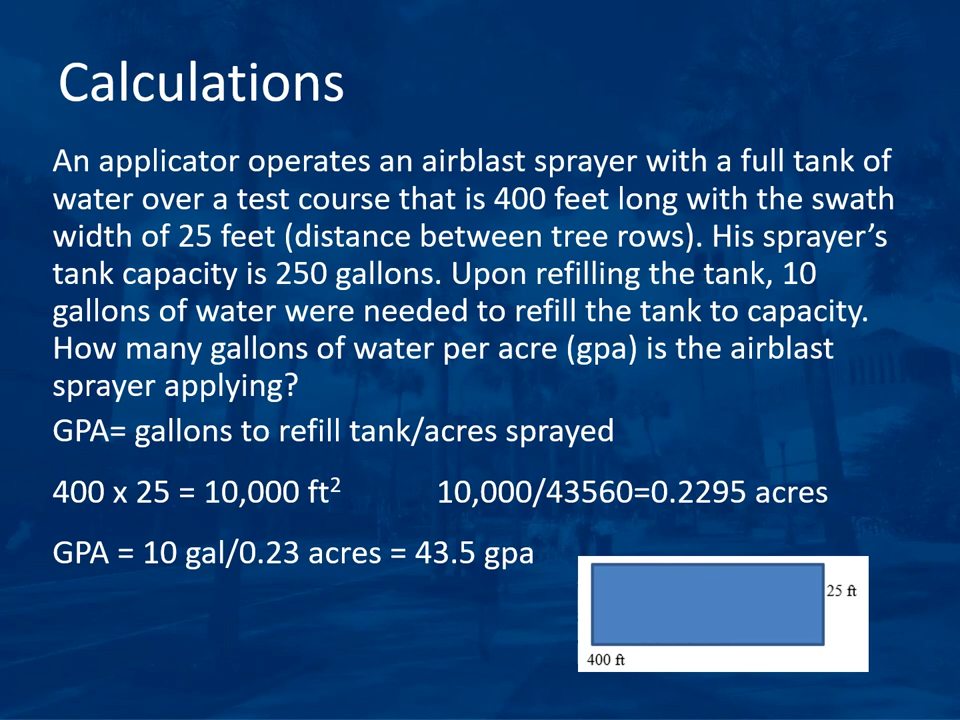 Calculations
An applicator operates an airblast sprayer with a full tank of
water over a test course that is 400 feet long with the swath
width of 25 feet (distance between tree rows). His sprayer’s
tank capacity is 250 gallons. Upon refilling the tank, 10
gallons of water were needed to refill the tank to capacity.
How many gallons of water per acre (gpa) is the airblast
sprayer applying?
GPA= gallons to refill tank/acres sprayed
400 x 25 = 10,000 ft² 10,000/43560=0.2295 acres
GPA = 10 gal/0.23 acres = 43.5 gpa
25 ft
400 ft